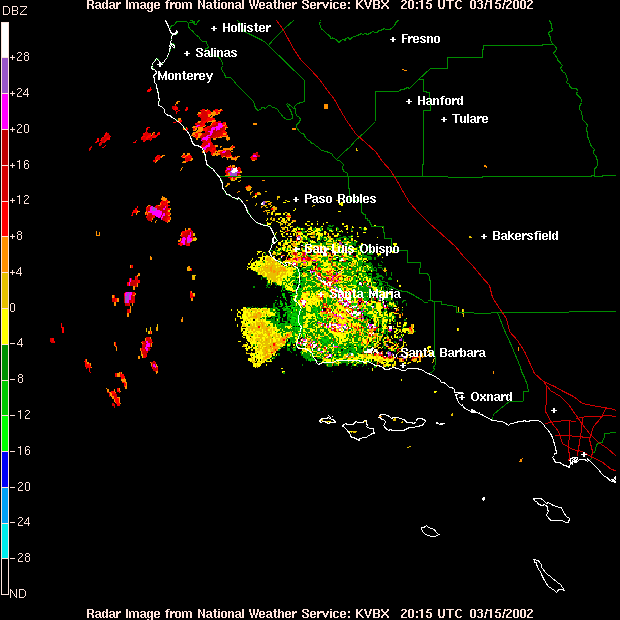 Radar Image from National Weather Service: KVBX 20:15 UTC 03/15/2002
DBZ
+28
+24
+20
+16
+12
+8
+4
0
-4
-8
-12
-16
-20
-24
-28
ND
Hollister
Fresno
Salinas
Monterey
Hanford
Tulare
Paso Robles
Bakersfield
San Luis Obispo
Santa Maria
Santa Barbara
Oxnard
Radar Image from National Weather Service: KVBX 20:15 UTC 03/15/2002